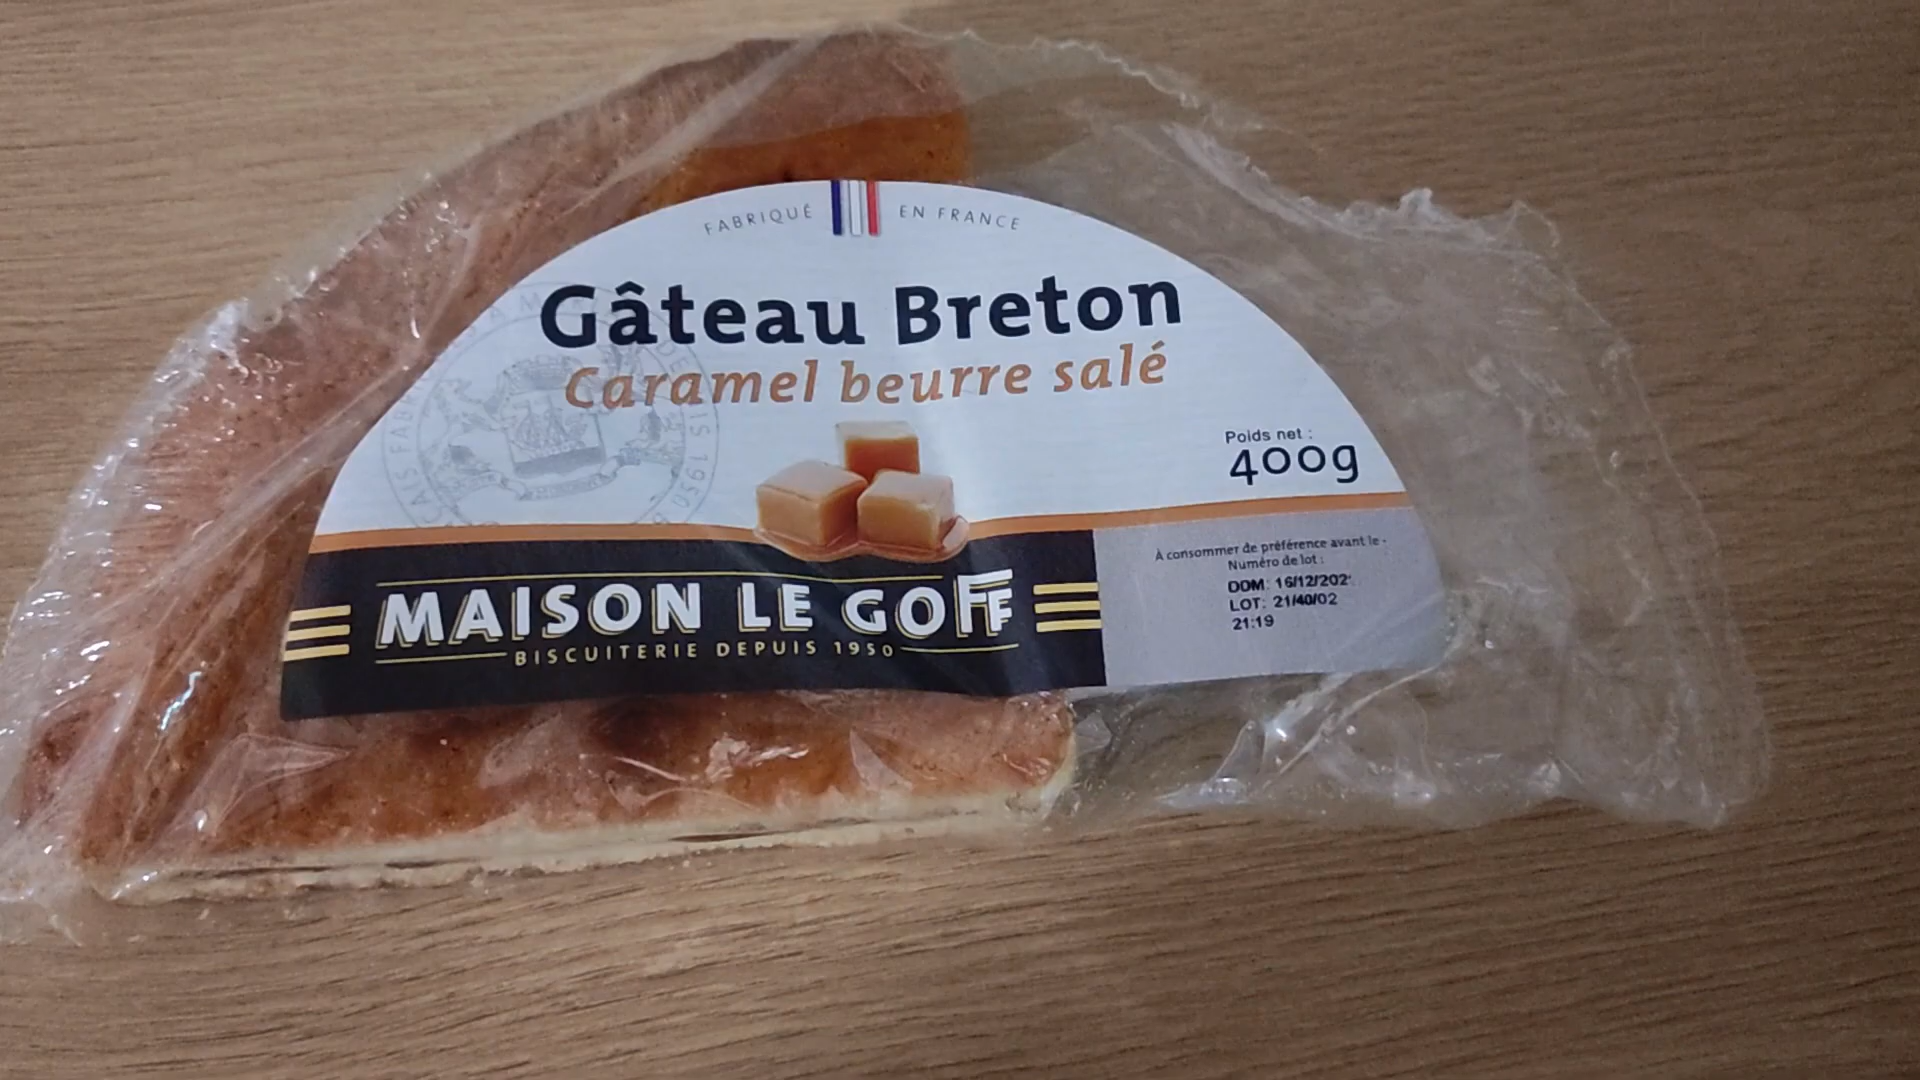 FABRIQUÉ EN FRANCE
Gâteau Breton
Caramel beurre salé
Poids net :
400g
À consommer de préférence avant le -
Numéro de lot :
DDM: 16/12/202
LOT: 21/40/02
21:19
MAISON LE GOFF
BISCUITERIE DEPUIS 1950